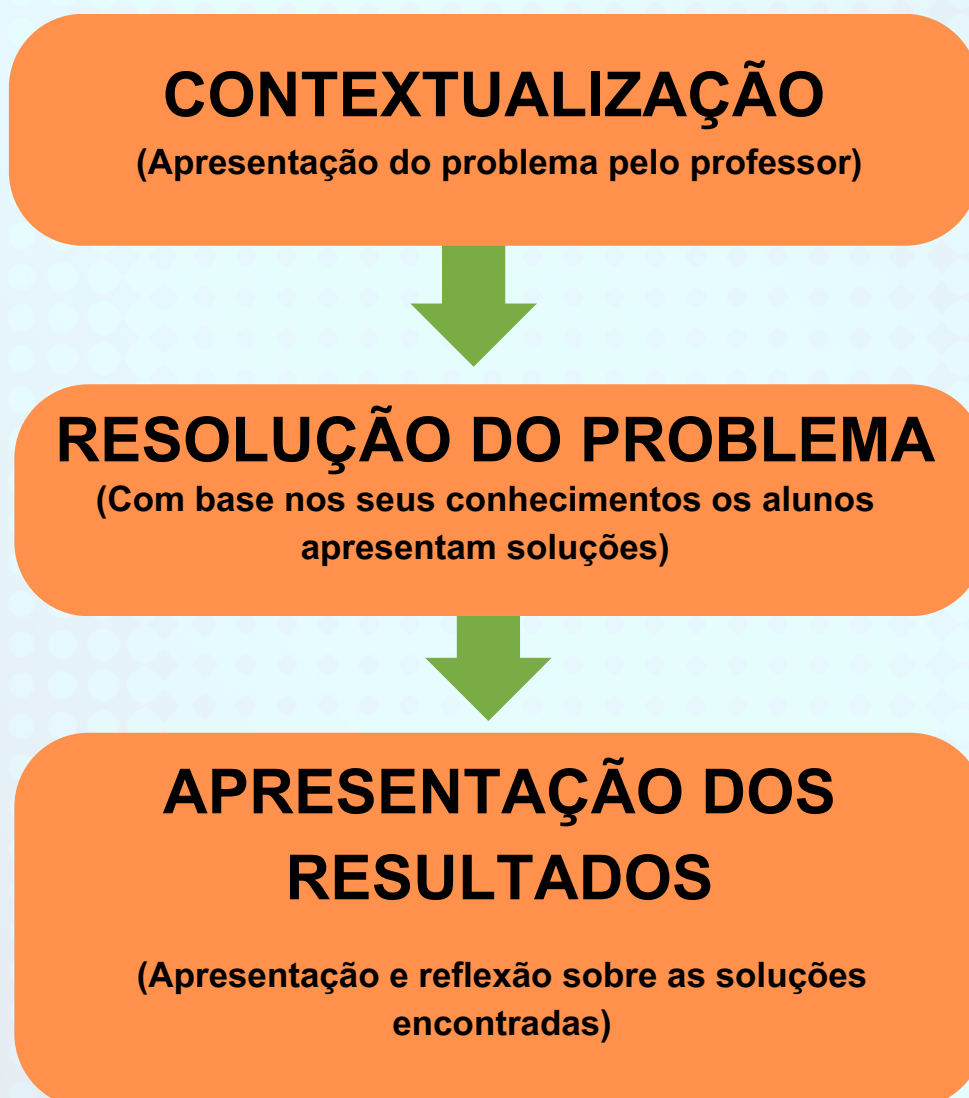 CONTEXTUALIZAÇÃO
(Apresentação do problema pelo professor)
RESOLUÇÃO DO PROBLEMA
(Com base nos seus conhecimentos os alunos
apresentam soluções)
APRESENTAÇÃO DOS
RESULTADOS
(Apresentação e reflexão sobre as soluções
encontradas)